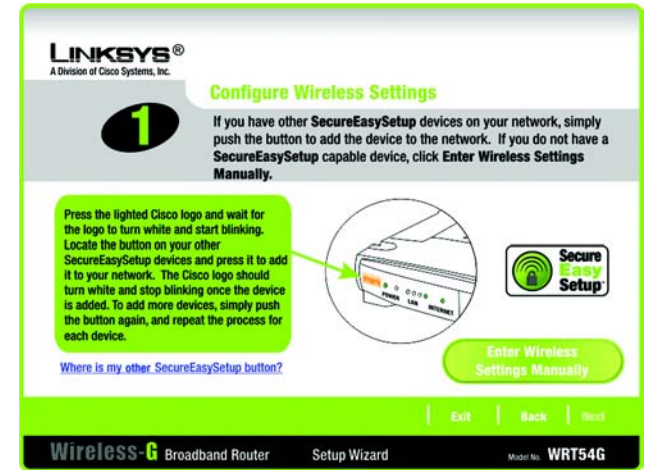 LINKSYS®
A Division of Cisco Systems, Inc.
Configure Wireless Settings
1
If you have other SecureEasySetup devices on your network, simply
push the button to add the device to the network. If you do not have a
SecureEasySetup capable device, click Enter Wireless Settings
Manually.
Press the lighted Cisco logo and wait for
the logo to turn white and start blinking.
Locate the button on your other
SecureEasySetup devices and press it to add
it to your network. The Cisco logo should
turn white and stop blinking once the device
is added. To add more devices, simply push
the button again, and repeat the process for
each device.
POWER LAN INTERNET
Secure
Easy
Setup
Where is my other SecureEasySetup button?
Enter Wireless
Settings Manually
Exit Back Next
Wireless-G Broadband Router Setup Wizard Model No. WRT54G